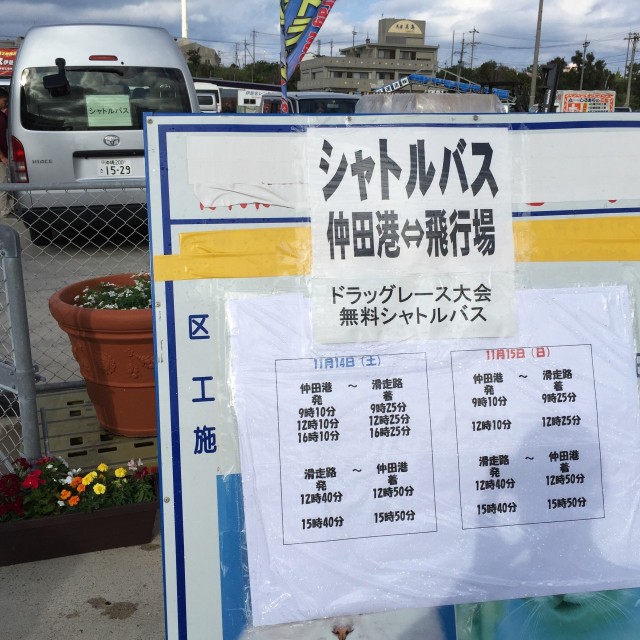 シャトルバス
シャトルバス
仲田港⇔飛行場
ドラッグレース大会
無料シャトルバス
11月14日（土）
仲田港 ～ 滑走路
発 着
9時10分 9時25分
12時10分 12時25分
16時10分 16時25分
滑走路 ～ 仲田港
発 着
12時40分 12時50分
15時40分 15時50分
11月15日（日）
仲田港 ～ 滑走路
発 着
9時10分 9時25分
12時10分 12時25分
滑走路 ～ 仲田港
発 着
12時40分 12時50分
15時40分 15時50分
区工施
15-29